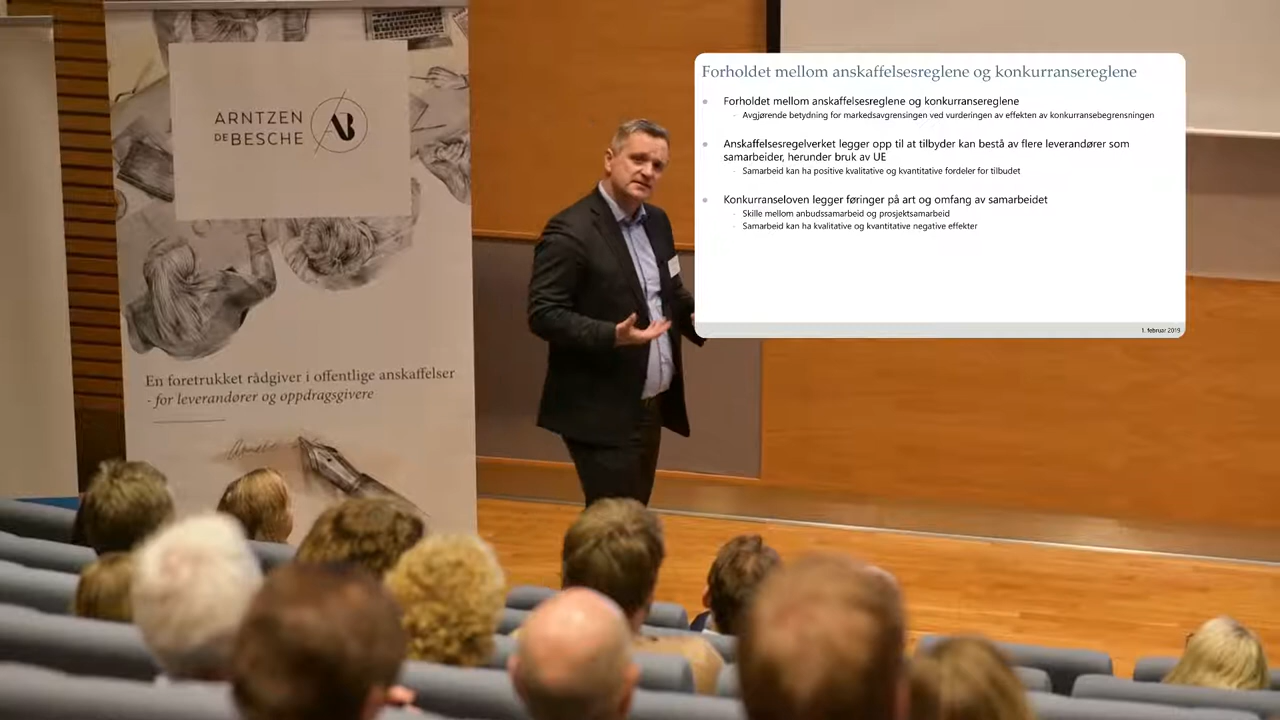 ARNTZEN
DE BESCHE
AB
En foretrukket rådgiver i offentlige anskaffelser
- for leverandører og oppdragsgivere
Forholdet mellom anskaffelsesreglene og konkurransereglene
Forholdet mellom anskaffelsesreglene og konkurransereglene
Avgjørende betydning for markedsavgrensingen ved vurderingen av effekten av konkurransebegrensningen
Anskaffelsesregelverket legger opp til at tilbyder kan bestå av flere leverandører som
samarbeider, herunder bruk av UE
Samarbeid kan ha positive kvalitative og kvantitative fordeler for tilbudet
Konkurranseloven legger føringer på art og omfang av samarbeidet
Skille mellom anbudssamarbeid og prosjektsamarbeid
Samarbeid kan ha kvalitative og kvantitative negative effekter
1. februar 2019